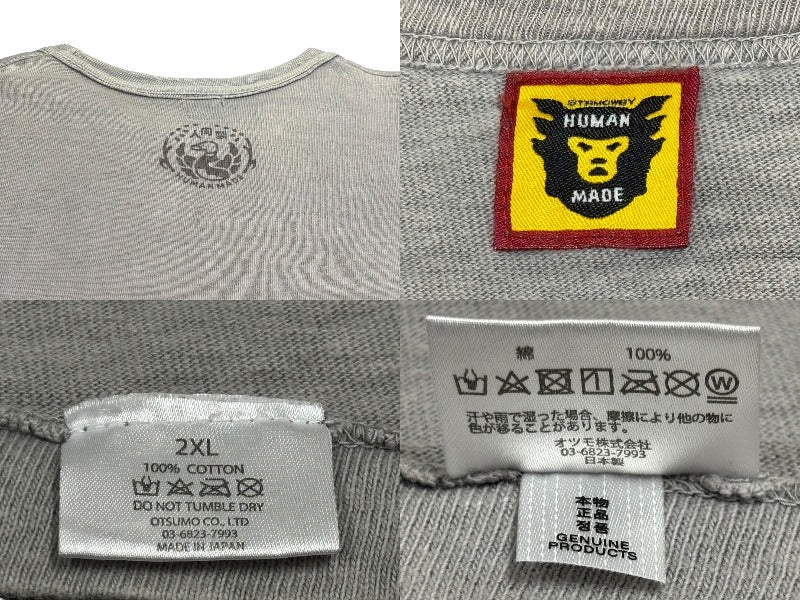 人間製
HUMAN MADE
STRMCWBY
HUMAN
MADE
2XL
100% COTTON
DO NOT TUMBLE DRY
OTSUMO CO., LTD
03-6823-7993
MADE IN JAPAN
綿 100%
W
汗や雨で湿った場合、摩擦により他の物に
色が移ることがあります。
オツモ株式会社
03-6823-7993
日本製
本物
正品
정품
GENUINE
PRODUCTS